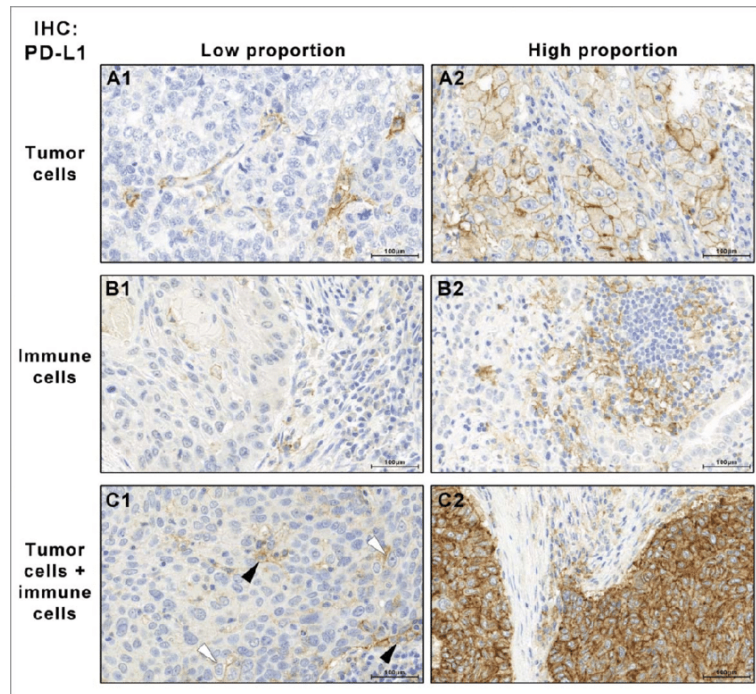 IHC:
PD-L1
Low proportion
High proportion
Tumor
cells
A1
100µm
A2
100µm
Immune
cells
B1
100µm
B2
100µm
Tumor
cells +
immune
cells
C1
100µm
C2
100µm